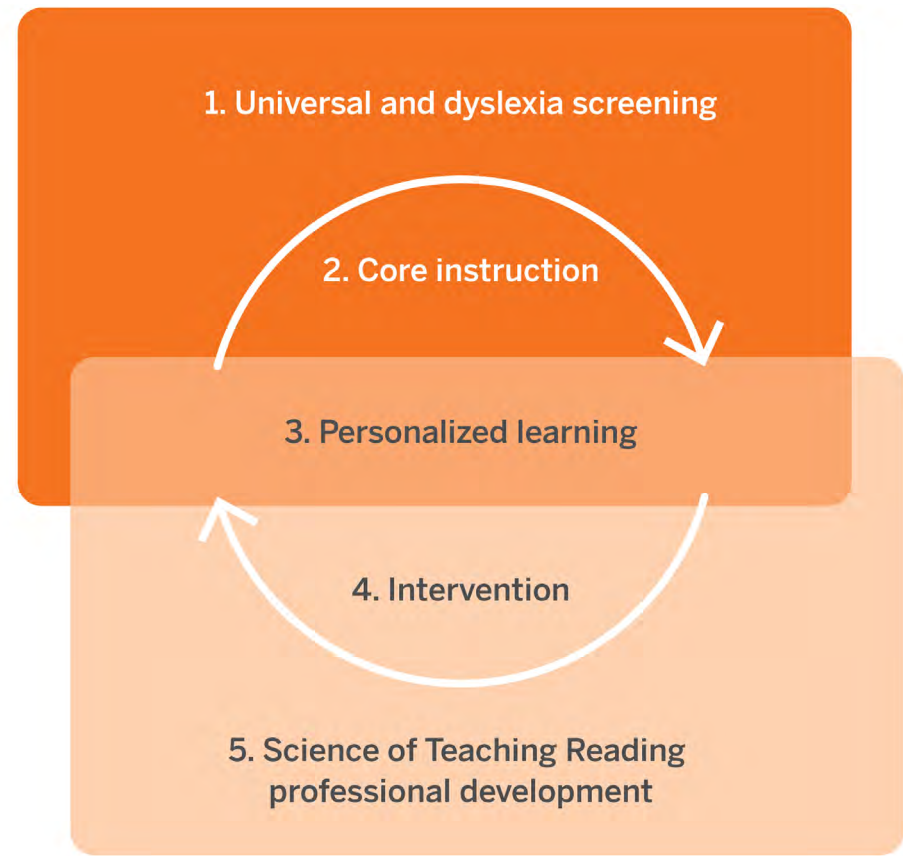 1. Universal and dyslexia screening
2. Core instruction
3. Personalized learning
4. Intervention
5. Science of Teaching Reading
professional development